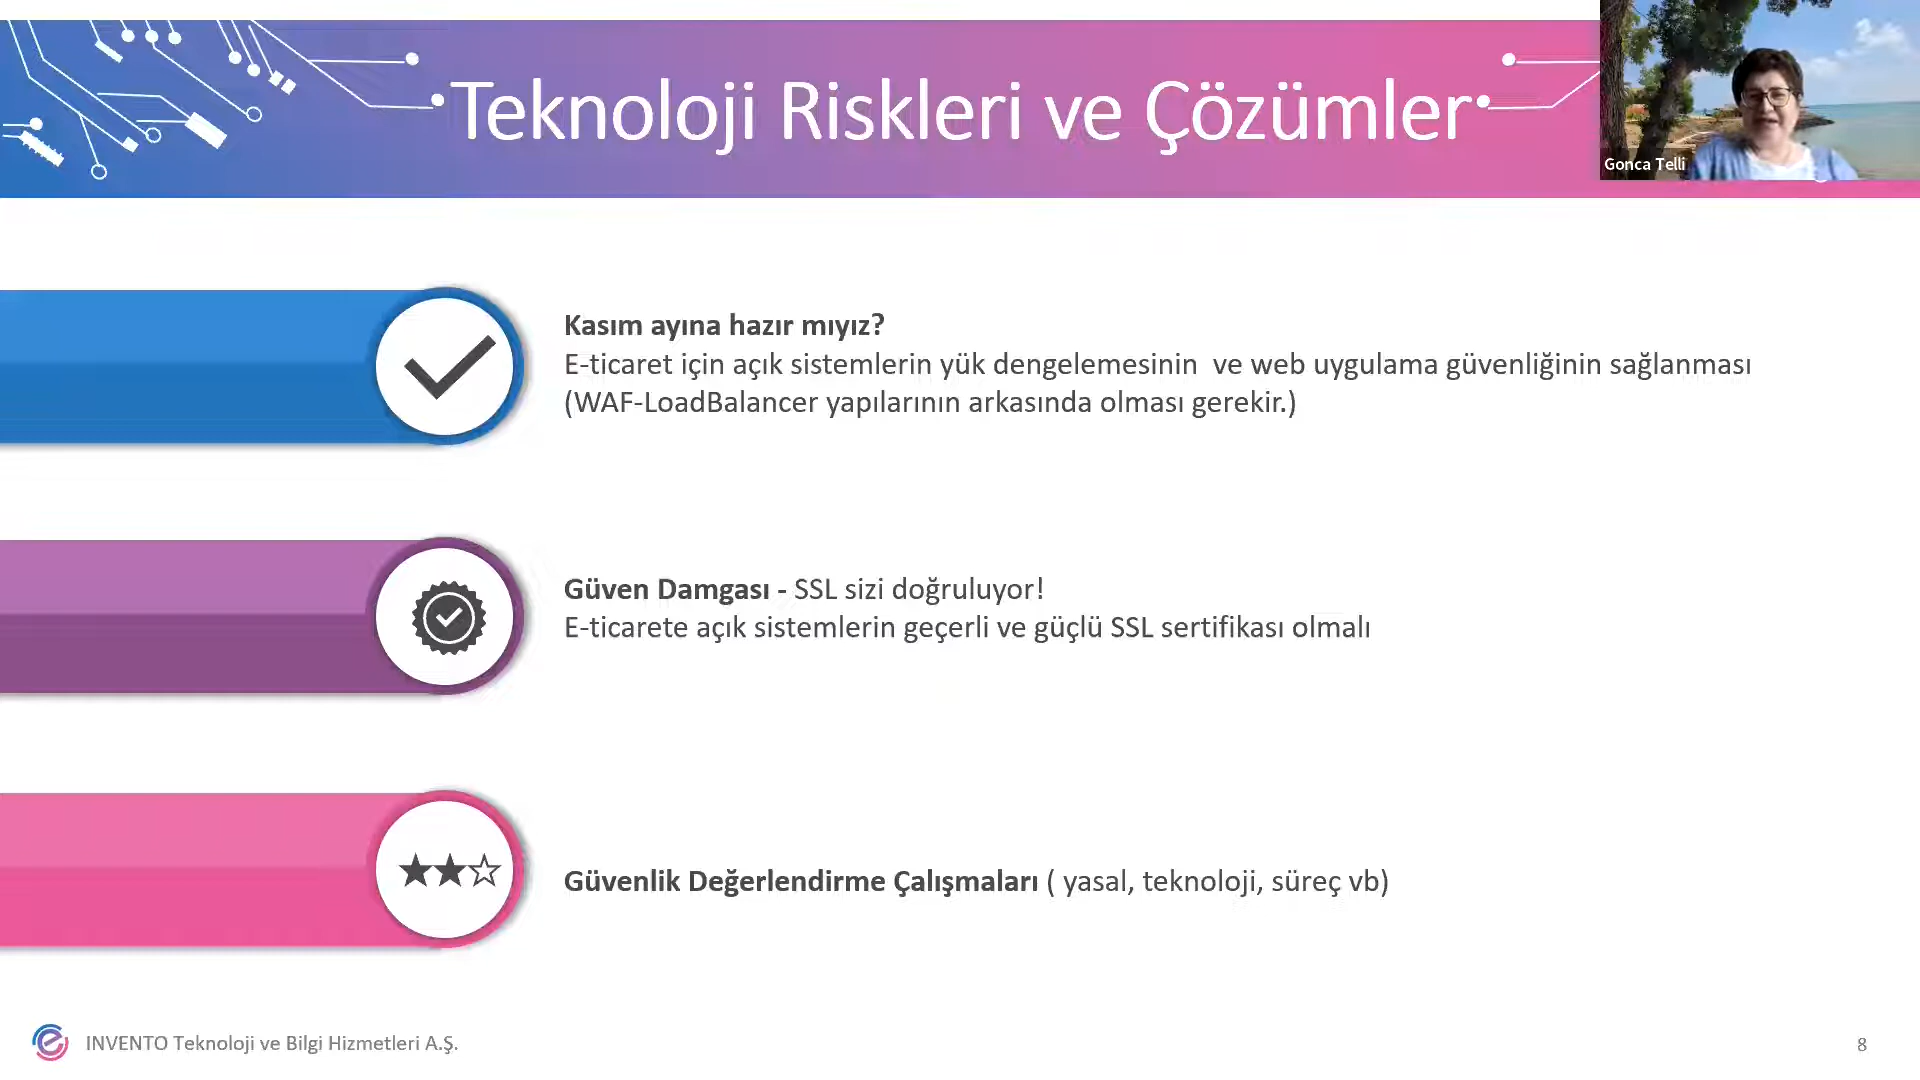 Teknoloji Riskleri ve Çözümler
Gonca Telli
Kasım ayına hazır mıyız?
E-ticaret için açık sistemlerin yük dengelemesinin ve web uygulama güvenliğinin sağlanması
(WAF-LoadBalancer yapılarının arkasında olması gerekir.)
Güven Damgası - SSL sizi doğruluyor!
E-ticarete açık sistemlerin geçerli ve güçlü SSL sertifikası olmalı
Güvenlik Değerlendirme Çalışmaları ( yasal, teknoloji, süreç vb)
INVENTO Teknoloji ve Bilgi Hizmetleri A.Ş.
8